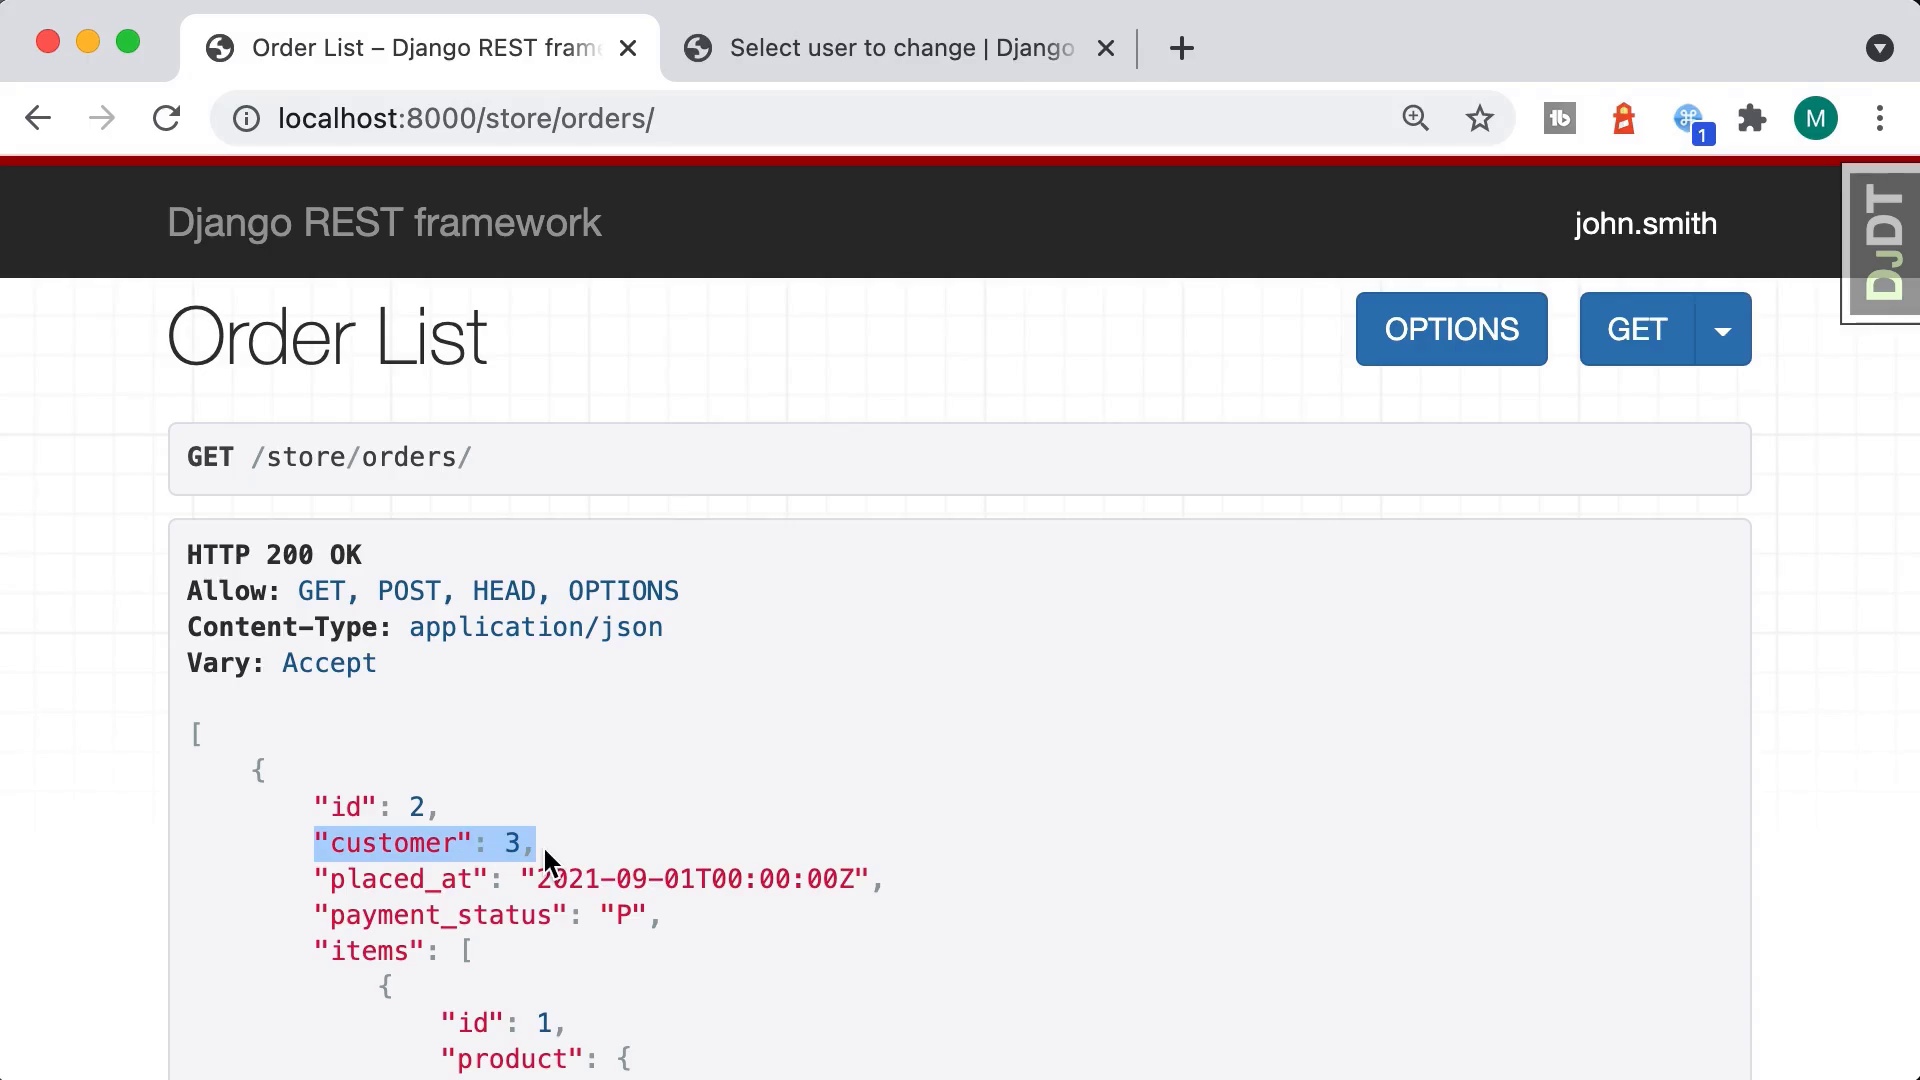 Order List – Django REST frame
Select user to change | Django
localhost:8000/store/orders/
1
M
Django REST framework
john.smith
DJDT
Order List
OPTIONS
GET
GET /store/orders/
HTTP 200 OK
Allow: GET, POST, HEAD, OPTIONS
Content-Type: application/json
Vary: Accept
[
{
"id": 2,
"customer": 3,
"placed_at": "2021-09-01T00:00:00Z",
"payment_status": "P",
"items": [
{
"id": 1,
"product": {